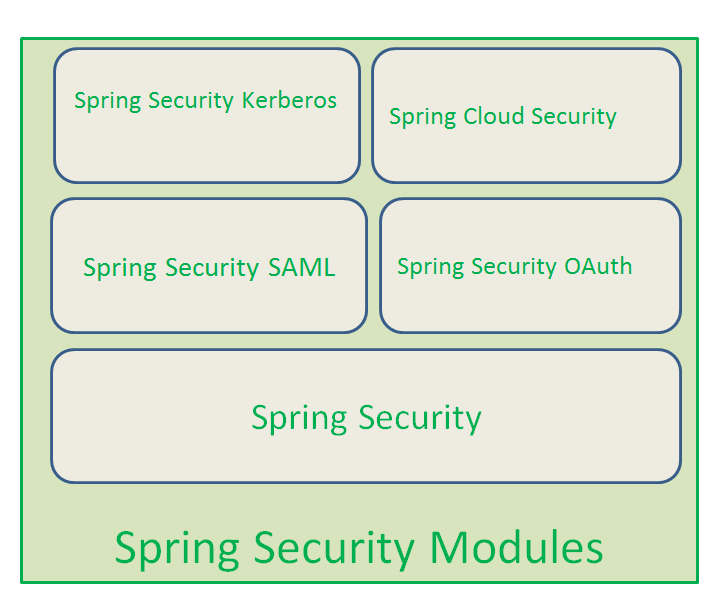 Spring Security Kerberos
Spring Cloud Security
Spring Security SAML
Spring Security OAuth
Spring Security
Spring Security Modules